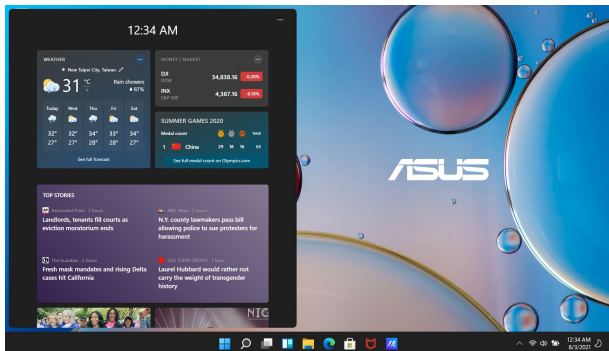 12:34 AM
WEATHER
New Taipei City, Taiwan
31 °C
°F
Rain showers
87%
Today Wed Thu Fri Sat
32° 32° 34° 33° 34°
27° 27° 28° 28° 27°
See full forecast
MONEY | MARKET
DJI
DOW
34,838.16 -0.28%
INX
S&P 500
4,387.16 -0.18%
SUMMER GAMES 2020
Medal count Total
1 China 29 18 16 63
See full medal count on Olympics.com
TOP STORIES
AP Associated Press · 2 hours
Landlords, tenants fill courts as
eviction moratorium ends
NBC News · 2 hours
N.Y. county lawmakers pass bill
allowing police to sue protesters for
harassment
The Guardian · 2 hours
Fresh mask mandates and rising Delta
cases hit California
USA TODAY SPORTS · 1 hour
Laurel Hubbard would rather not
carry the weight of transgender
history
NIG
ASUS
12:34 AM
8/3/2021